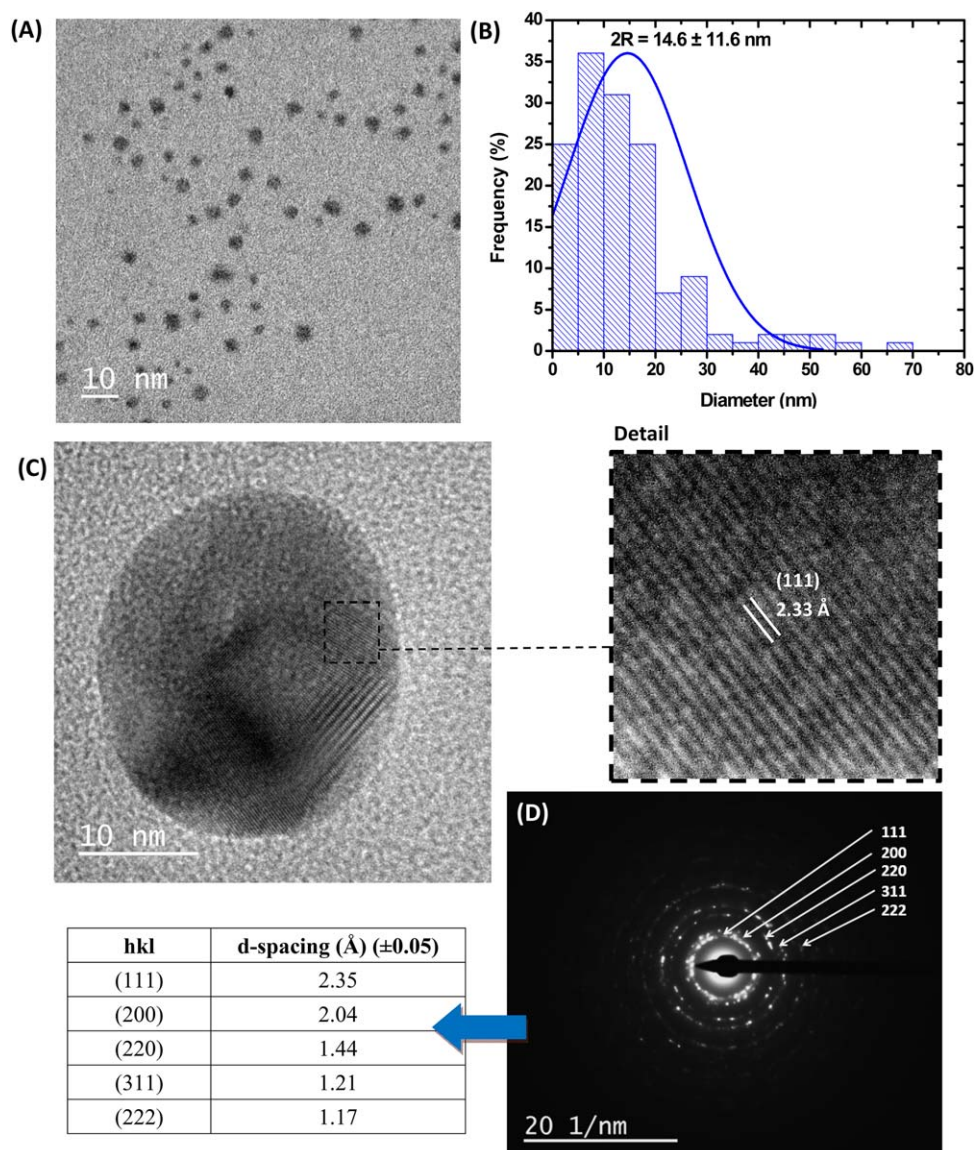 (A)
10 nm
(B)
2R = 14.6 ± 11.6 nm
Frequency (%)
40
35
30
25
20
15
10
5
0
0 10 20 30 40 50 60 70 80
Diameter (nm)
(C)
10 nm
Detail
(111)
2.33 Å
(D)
111
200
220
311
222
20 1/nm
hkl d-spacing (Å) (±0.05)
(111) 2.35
(200) 2.04
(220) 1.44
(311) 1.21
(222) 1.17